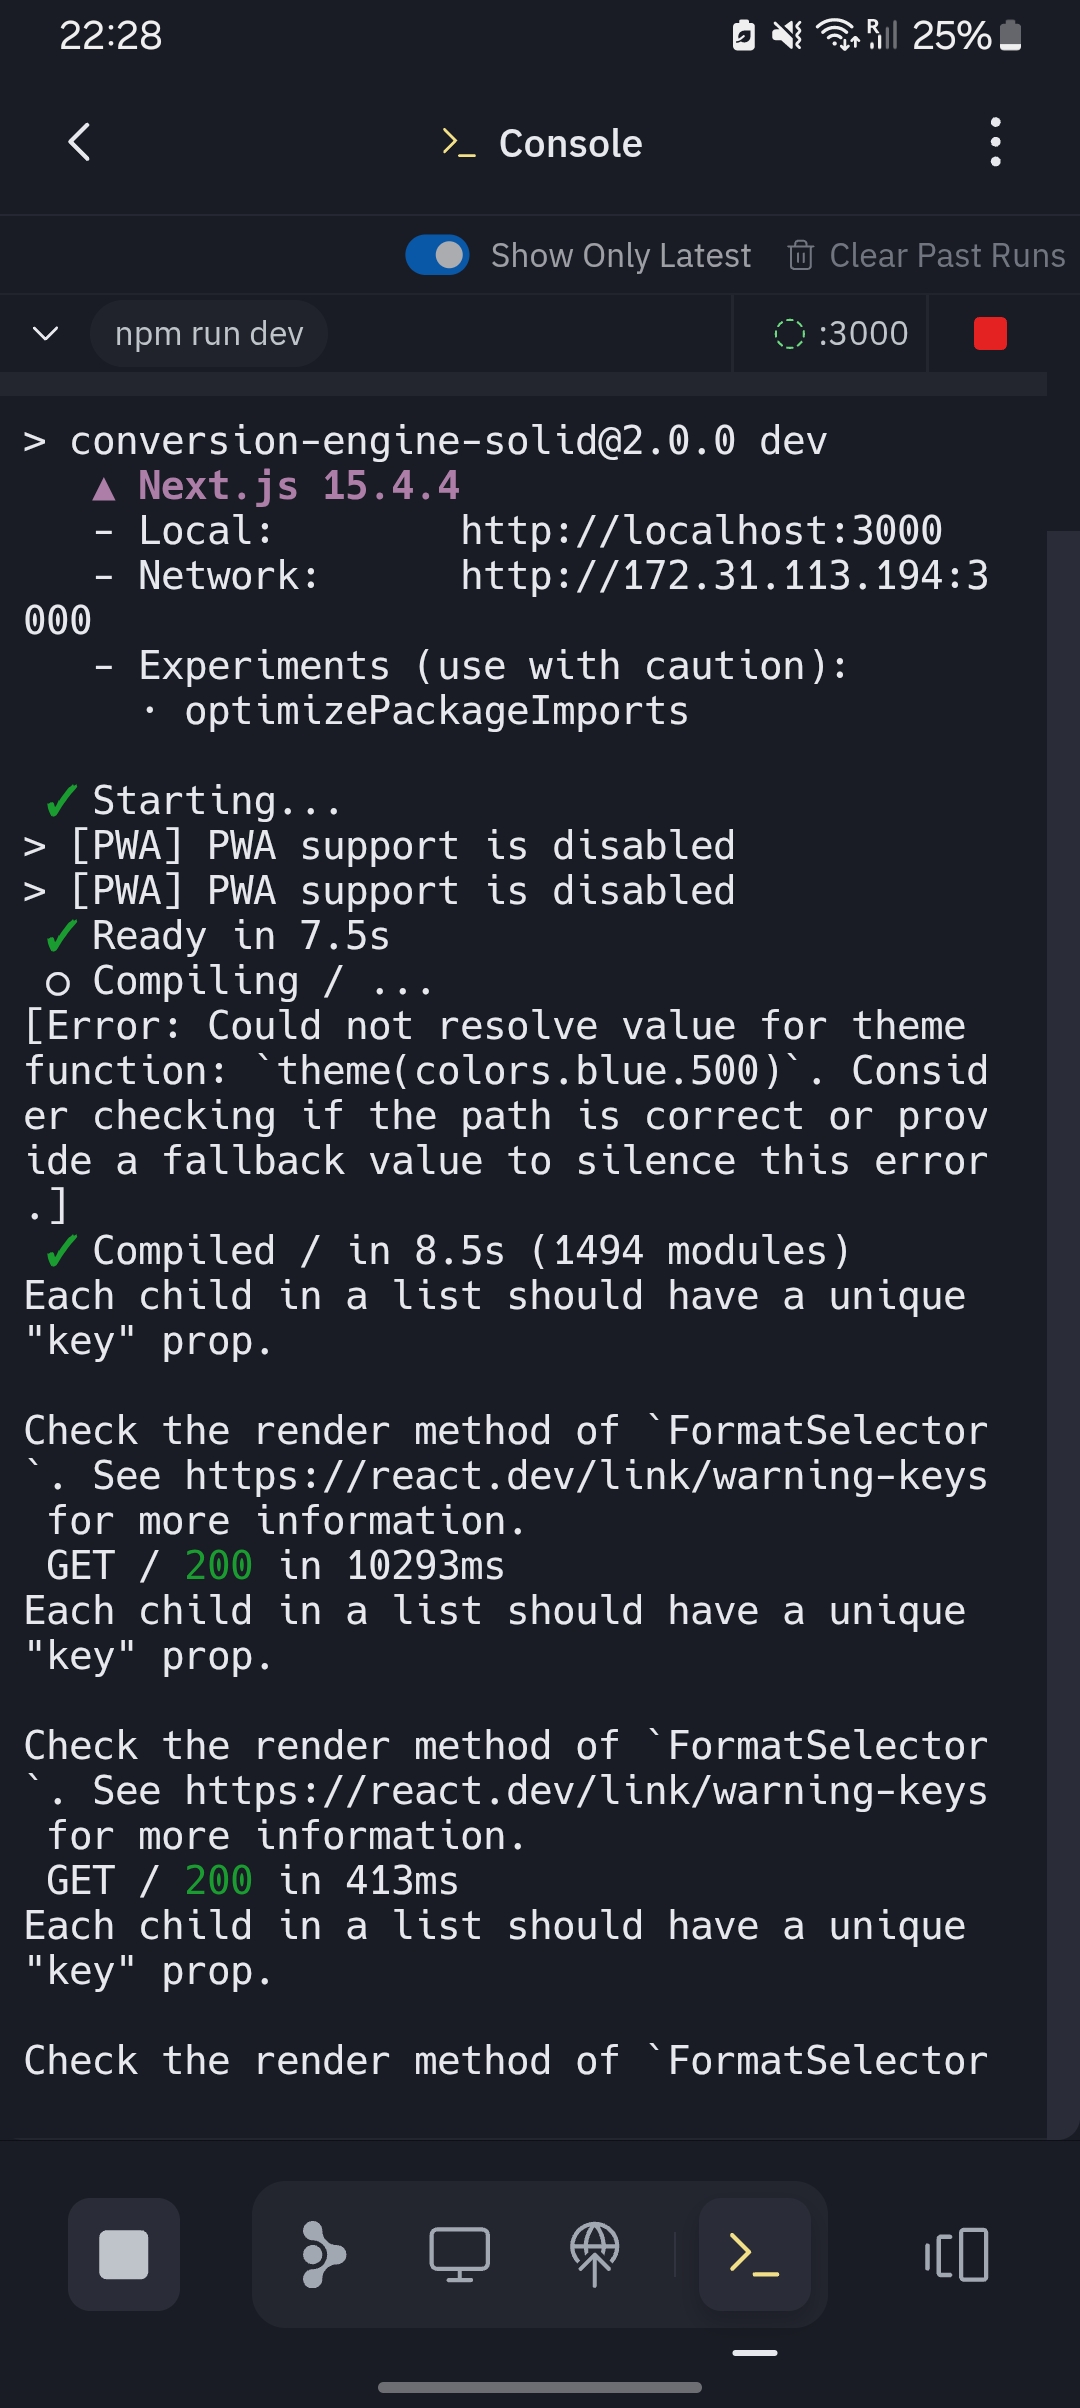 22:28
R
25%
>_ Console
Show Only Latest
Clear Past Runs
npm run dev
:3000
> conversion-engine-solid@2.0.0 dev
▲ Next.js 15.4.4
- Local: http://localhost:3000
- Network: http://172.31.113.194:3
000
- Experiments (use with caution):
· optimizePackageImports
✓ Starting...
> [PWA] PWA support is disabled
> [PWA] PWA support is disabled
✓ Ready in 7.5s
○ Compiling / ...
[Error: Could not resolve value for theme
function: `theme(colors.blue.500)`. Consid
er checking if the path is correct or prov
ide a fallback value to silence this error
.]
✓ Compiled / in 8.5s (1494 modules)
Each child in a list should have a unique
"key" prop.
Check the render method of `FormatSelector
`. See https://react.dev/link/warning-keys
for more information.
GET / 200 in 10293ms
Each child in a list should have a unique
"key" prop.
Check the render method of `FormatSelector
`. See https://react.dev/link/warning-keys
for more information.
GET / 200 in 413ms
Each child in a list should have a unique
"key" prop.
Check the render method of `FormatSelector